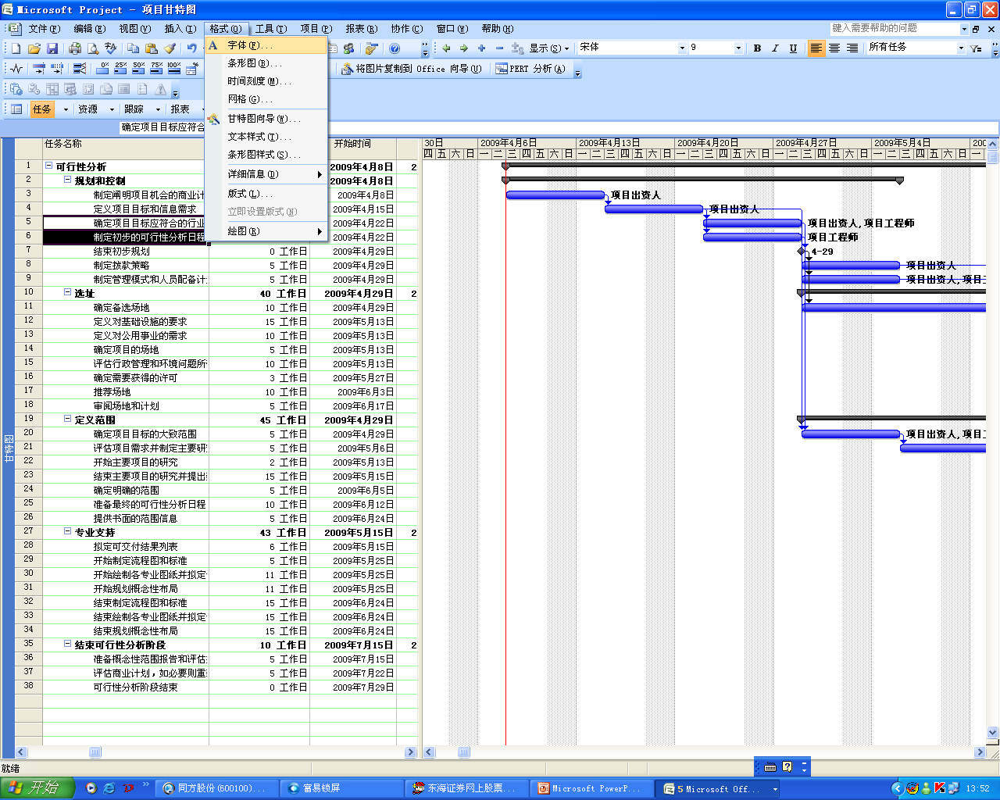 Microsoft Project - 项目甘特图
文件(F) 编辑(E) 视图(V) 插入(I) 格式(O) 工具(T) 项目(P) 报表(R) 协作(C) 窗口(W) 帮助(H) 键入需要帮助的问题
显示(S) 宋体 9 B I U 所有任务
0% 25% 50% 75% 100% 将图片复制到 Office 向导(U) PERT 分析(A)
任务 资源 跟踪 报表
确定项目目标应符合
字体(F)...
条形图(B)...
时间刻度(M)...
网格(G)...
甘特图向导(W)...
文本样式(T)...
条形图样式(S)...
详细信息(D)
版式(L)...
立即设置版式(N)
绘图(R)
任务名称 开始时间 30日 2009年4月6日 2009年4月13日 2009年4月20日 2009年4月27日 2009年5月4日 200
四 五 六 日 一 二 三 四 五 六 日 一 二 三 四 五 六 日 一 二 三 四 五 六 日 一 二 三 四 五 六 日 一 二 三 四 五 六 日 一
1 可行性分析 2009年4月8日 2
2 规划和控制 2009年4月8日
3 制定阐明项目机会的商业计 2009年4月8日 项目出资人
4 定义项目目标和信息需求 2009年4月15日 项目出资人
5 确定项目目标应符合的行业 2009年4月22日 项目出资人,项目工程师
6 制定初步的可行性分析日程 2009年4月22日 项目工程师
7 结束初步规划 0 工作日 2009年4月29日 4-29
8 制定拨款策略 5 工作日 2009年4月29日 项目出资人
9 制定管理模式和人员配备计 5 工作日 2009年4月29日 项目出资人,项目
10 选址 40 工作日 2009年4月29日 2
11 确定备选场地 10 工作日 2009年4月29日
12 定义对基础设施的要求 15 工作日 2009年5月13日
13 定义对公用事业的需求 10 工作日 2009年5月13日
14 确定项目的场地 5 工作日 2009年5月13日
15 评估行政管理和环境问题所 10 工作日 2009年5月13日
16 确定需要获得的许可 3 工作日 2009年5月27日
17 推荐场地 10 工作日 2009年6月3日
18 审阅场地和计划 5 工作日 2009年6月17日
19 定义范围 45 工作日 2009年4月29日
20 确定项目目标的大致范围 5 工作日 2009年4月29日 项目出资人,项目
21 评估项目需求并制定主要研 5 工作日 2009年5月6日
22 开始主要项目的研究 2 工作日 2009年5月13日
23 结束主要项目的研究并提出 15 工作日 2009年5月15日
24 确定明确的范围 5 工作日 2009年6月5日
25 准备最终的可行性分析日程 10 工作日 2009年6月12日
26 提供书面的范围信息 5 工作日 2009年6月24日
27 专业支持 43 工作日 2009年5月15日 2
28 拟定可交付结果列表 6 工作日 2009年5月15日
29 开始制定流程图和标准 5 工作日 2009年5月25日
30 开始绘制各专业图纸并拟定 11 工作日 2009年5月25日
31 开始规划概念性布局 11 工作日 2009年5月25日
32 结束制定流程图和标准 15 工作日 2009年6月24日
33 结束绘制各专业图纸并拟定 15 工作日 2009年6月24日
34 结束规划概念性布局 15 工作日 2009年6月24日
35 结束可行性分析阶段 10 工作日 2009年7月15日 2
36 准备概念性范围报告和评估 5 工作日 2009年7月15日
37 评估商业计划,如必要则重 5 工作日 2009年7月22日
38 可行性分析阶段结束 0 工作日 2009年7月29日
甘特图
就绪
开始 同方股份(600100)... 富易锁屏 东海证券网上股票... Microsoft PowerP... 5 Microsoft Off... 13:52